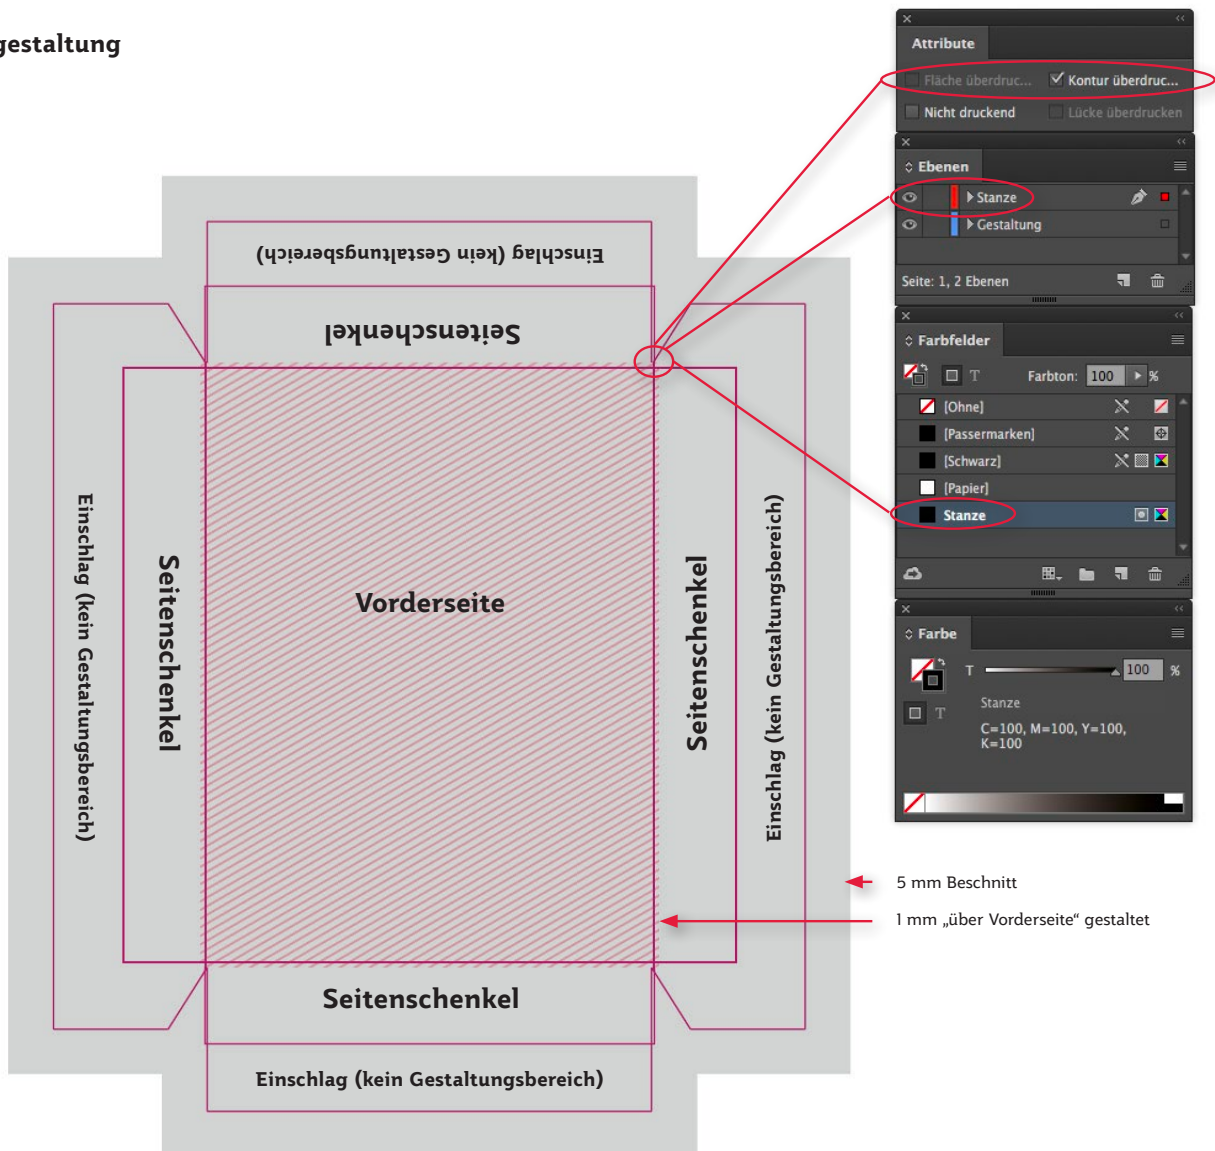 gestaltung
Attribute
Fläche überdruc...
Kontur überdruc...
Nicht druckend
Lücke überdrucken
Ebenen
Stanze
Gestaltung
Seite: 1, 2 Ebenen
Farbfelder
T
Farbton: 100 %
[Ohne]
[Passermarken]
[Schwarz]
[Papier]
Stanze
Farbe
T 100 %
T
Stanze
C=100, M=100, Y=100,
K=100
Einschlag (kein Gestaltungsbereich)
Seitenschenkel
Einschlag (kein Gestaltungsbereich)
Seitenschenkel
Vorderseite
Seitenschenkel
Einschlag (kein Gestaltungsbereich)
5 mm Beschnitt
1 mm „über Vorderseite“ gestaltet
Seitenschenkel
Einschlag (kein Gestaltungsbereich)